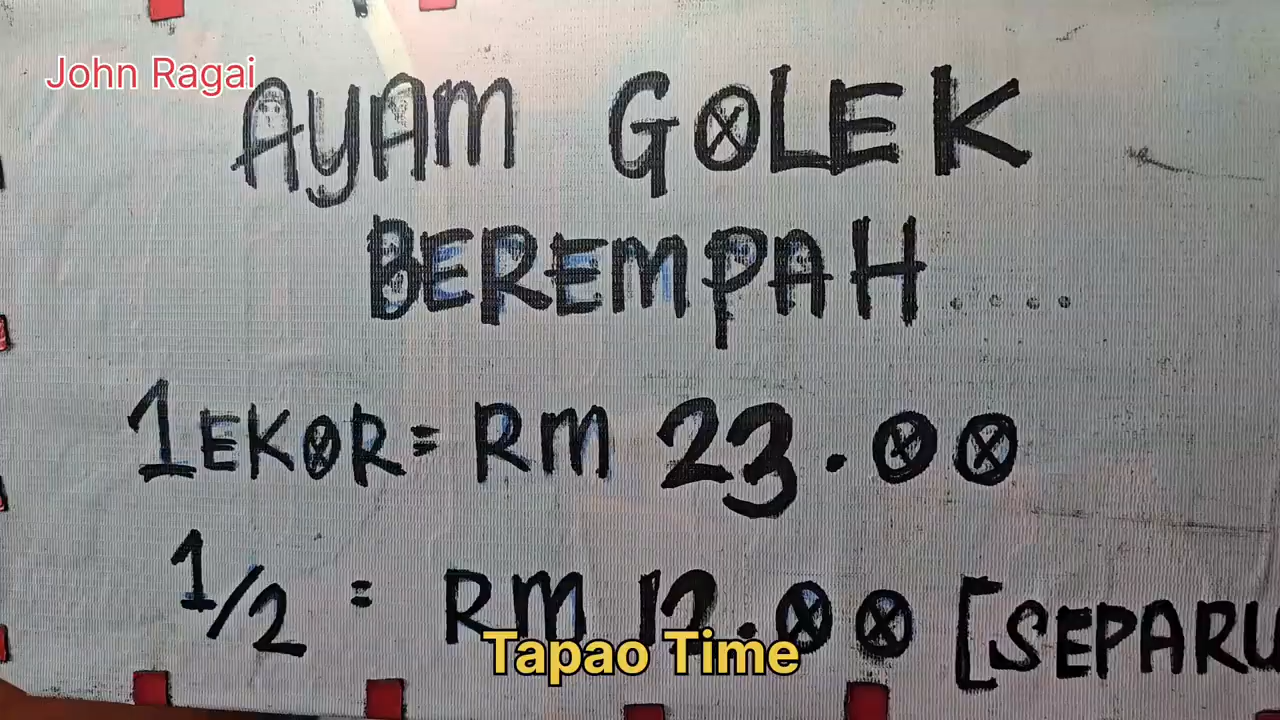 John Ragai
AYAM GOLEK
BEREMPAH....
1 EKOR = RM 23.00
1/2 = RM 12.00 [SEPARU
Tapao Time